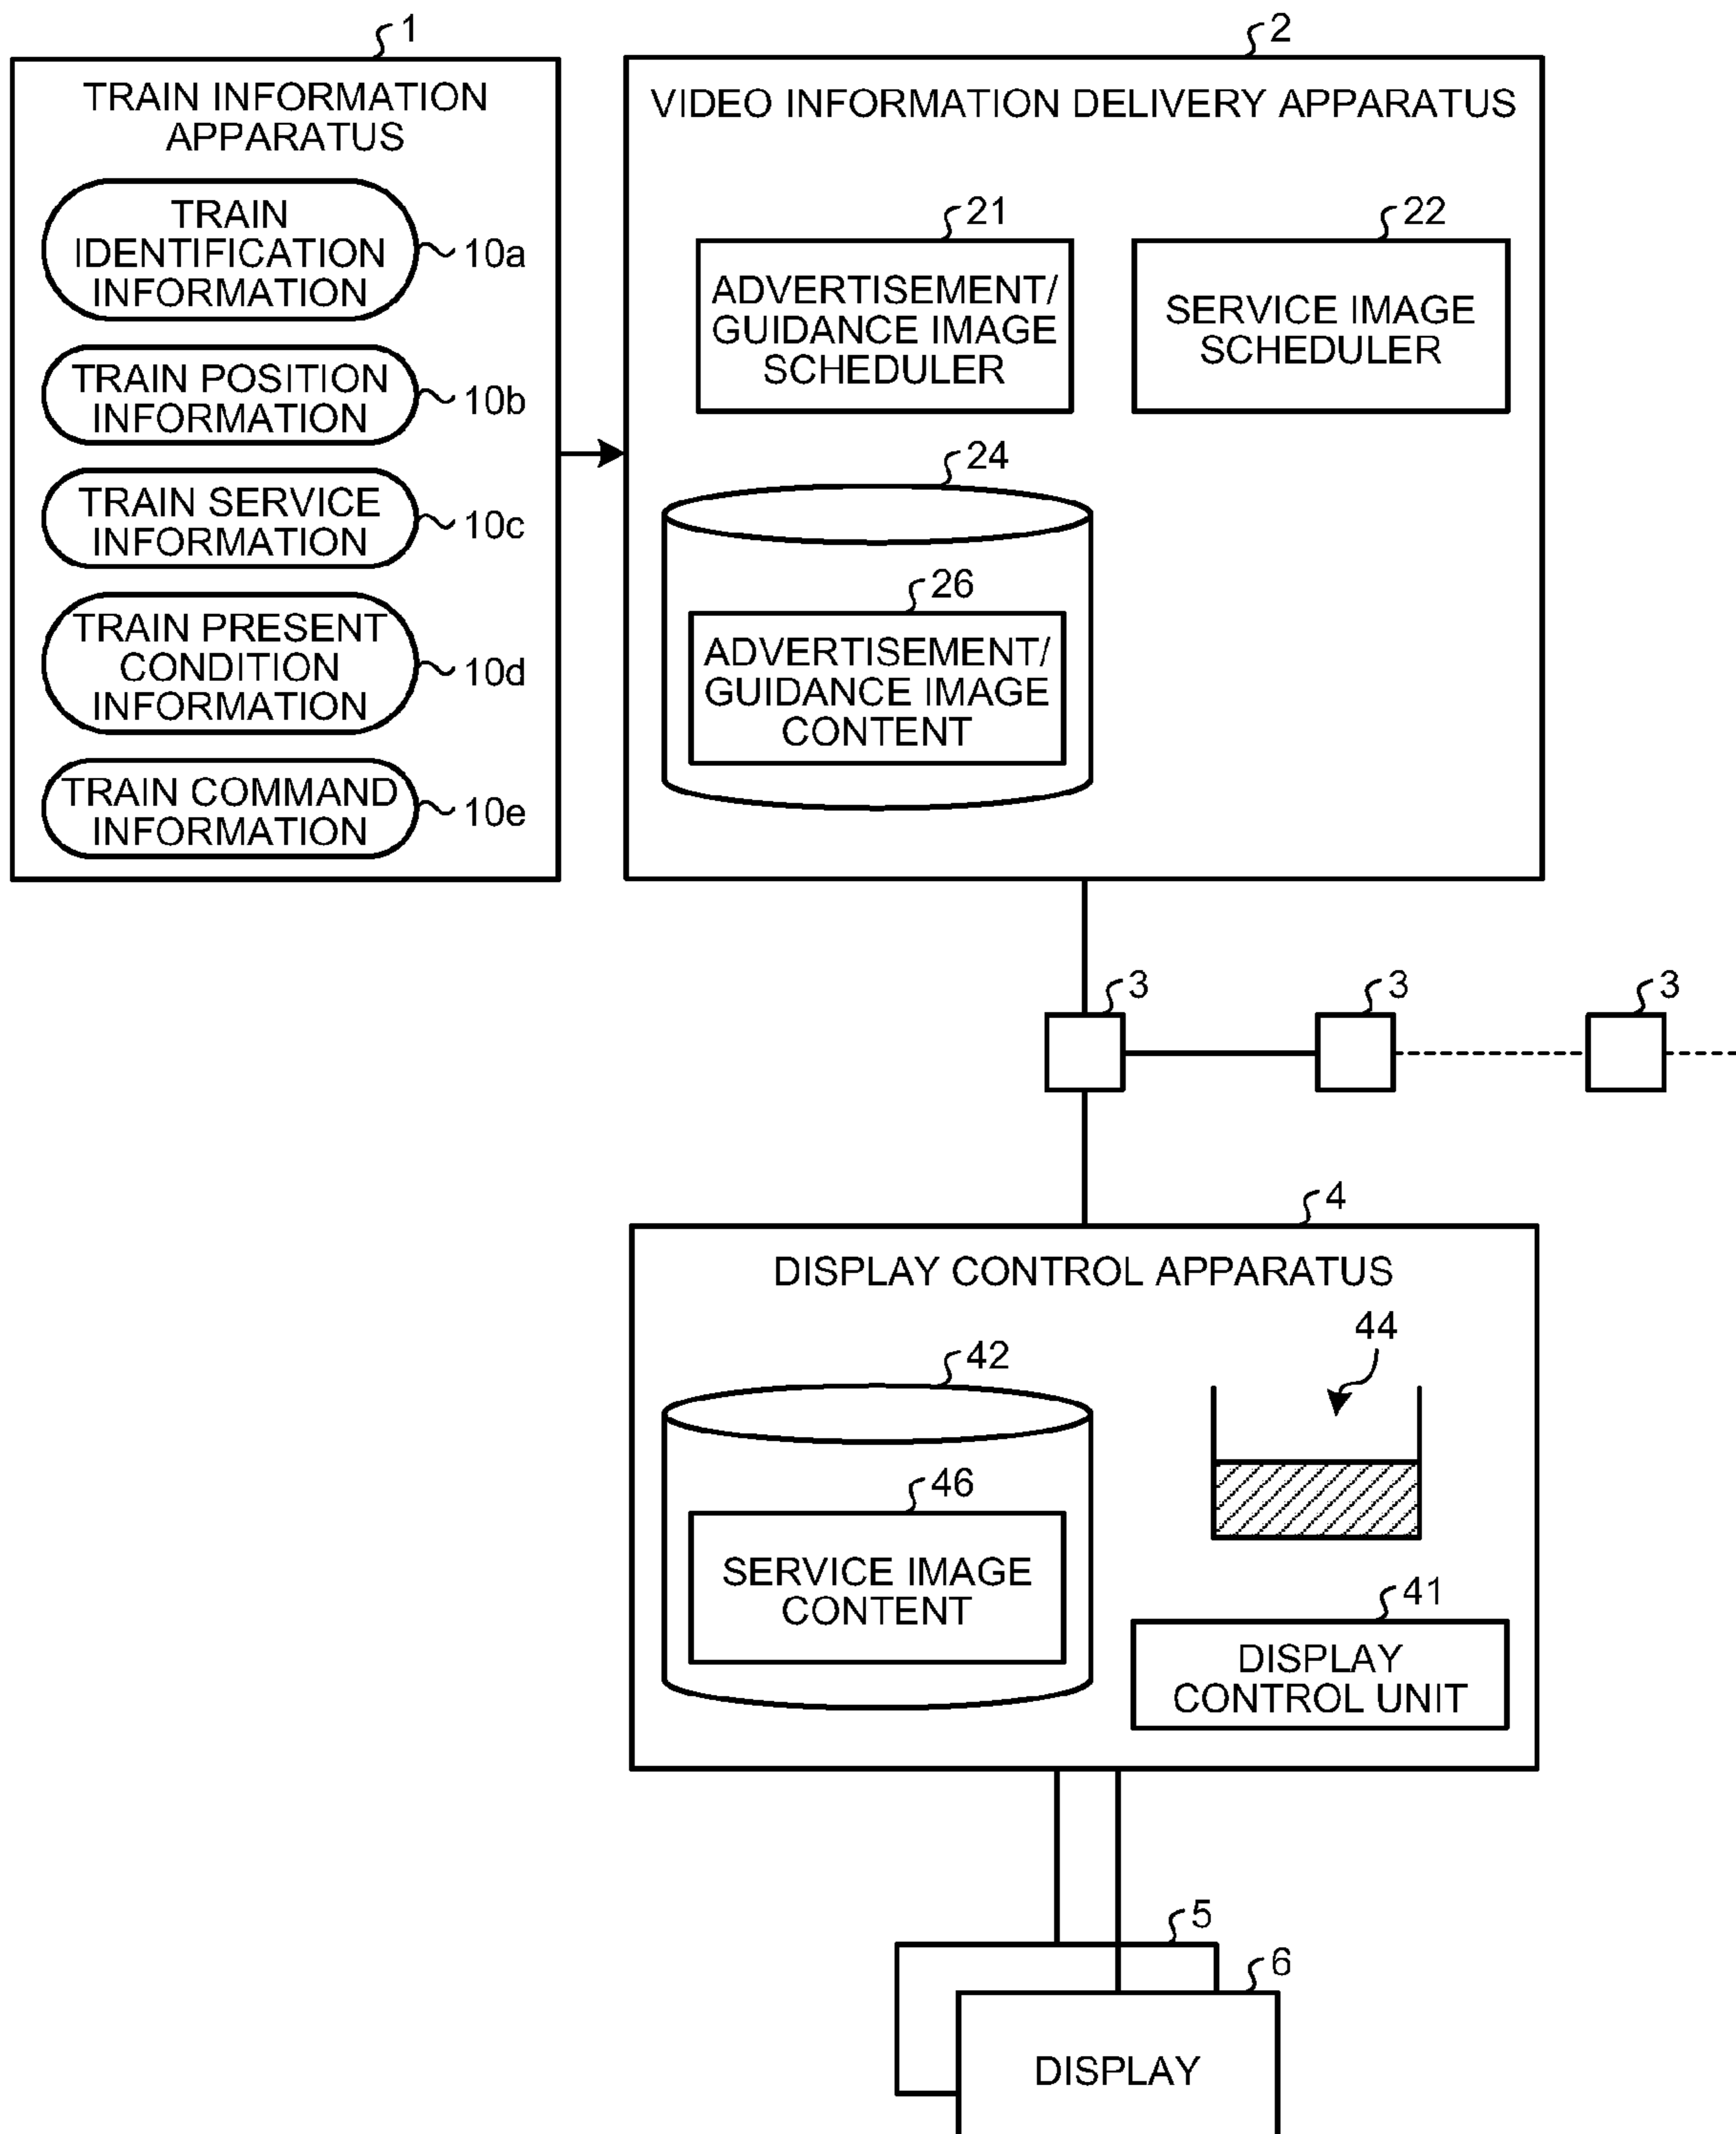 1
TRAIN INFORMATION
APPARATUS
TRAIN
IDENTIFICATION
INFORMATION
10a
TRAIN POSITION
INFORMATION
10b
TRAIN SERVICE
INFORMATION
10c
TRAIN PRESENT
CONDITION
INFORMATION
10d
TRAIN COMMAND
INFORMATION
10e
2
VIDEO INFORMATION DELIVERY APPARATUS
21
ADVERTISEMENT/
GUIDANCE IMAGE
SCHEDULER
22
SERVICE IMAGE
SCHEDULER
24
26
ADVERTISEMENT/
GUIDANCE IMAGE
CONTENT
3
3
3
4
DISPLAY CONTROL APPARATUS
42
46
SERVICE IMAGE
CONTENT
44
41
DISPLAY
CONTROL UNIT
5
6
DISPLAY